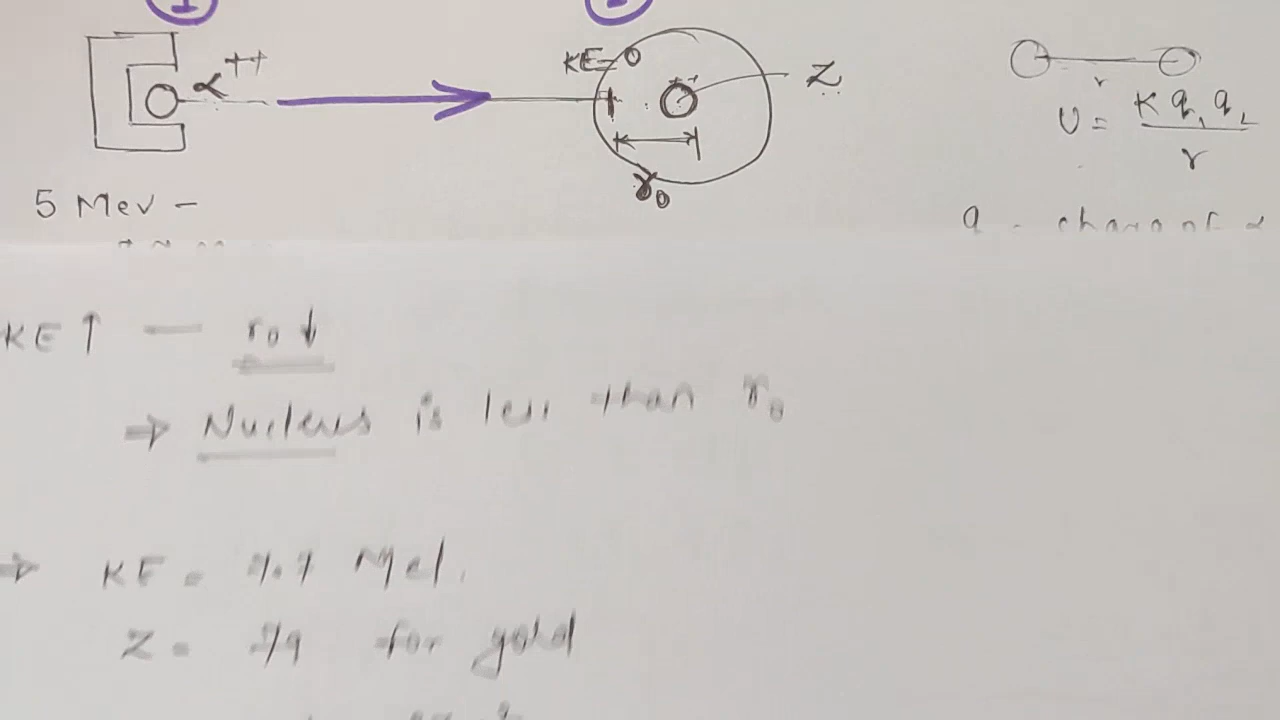 1
α++
KE=0
Z
r
U = K q1 q2 / r
r0
5 Mev -
q - charge of α
KE↑ — r0↓
⇒ Nucleus is less than r0
⇒ KE = 7.7 MeV.
Z = 79 for gold